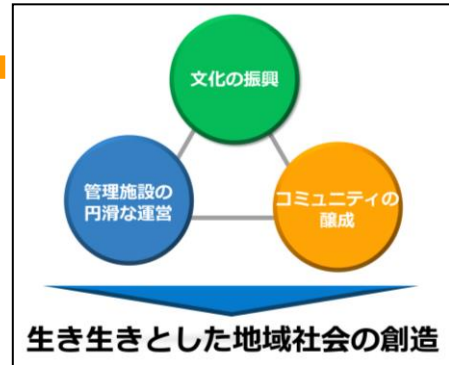 文化の振興
管理施設の
円滑な運営
コミュニティの
醸成
生き生きとした地域社会の創造